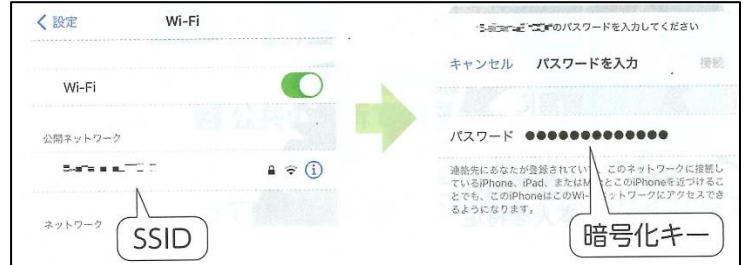 設定
Wi-Fi
Wi-Fi
公開ネットワーク
ネットワーク
SSID
のパスワードを入力してください
キャンセル パスワードを入力 接続
パスワード ●●●●●●●●●●●●●
連絡先にあなたが登録されてい、このネットワークに接続し
ているiPhone、iPad、またはM とこのiPhoneを近づけるこ
とでも、このiPhoneはこのWi- ットワークにアクセスでき
るようになります。
暗号化キー